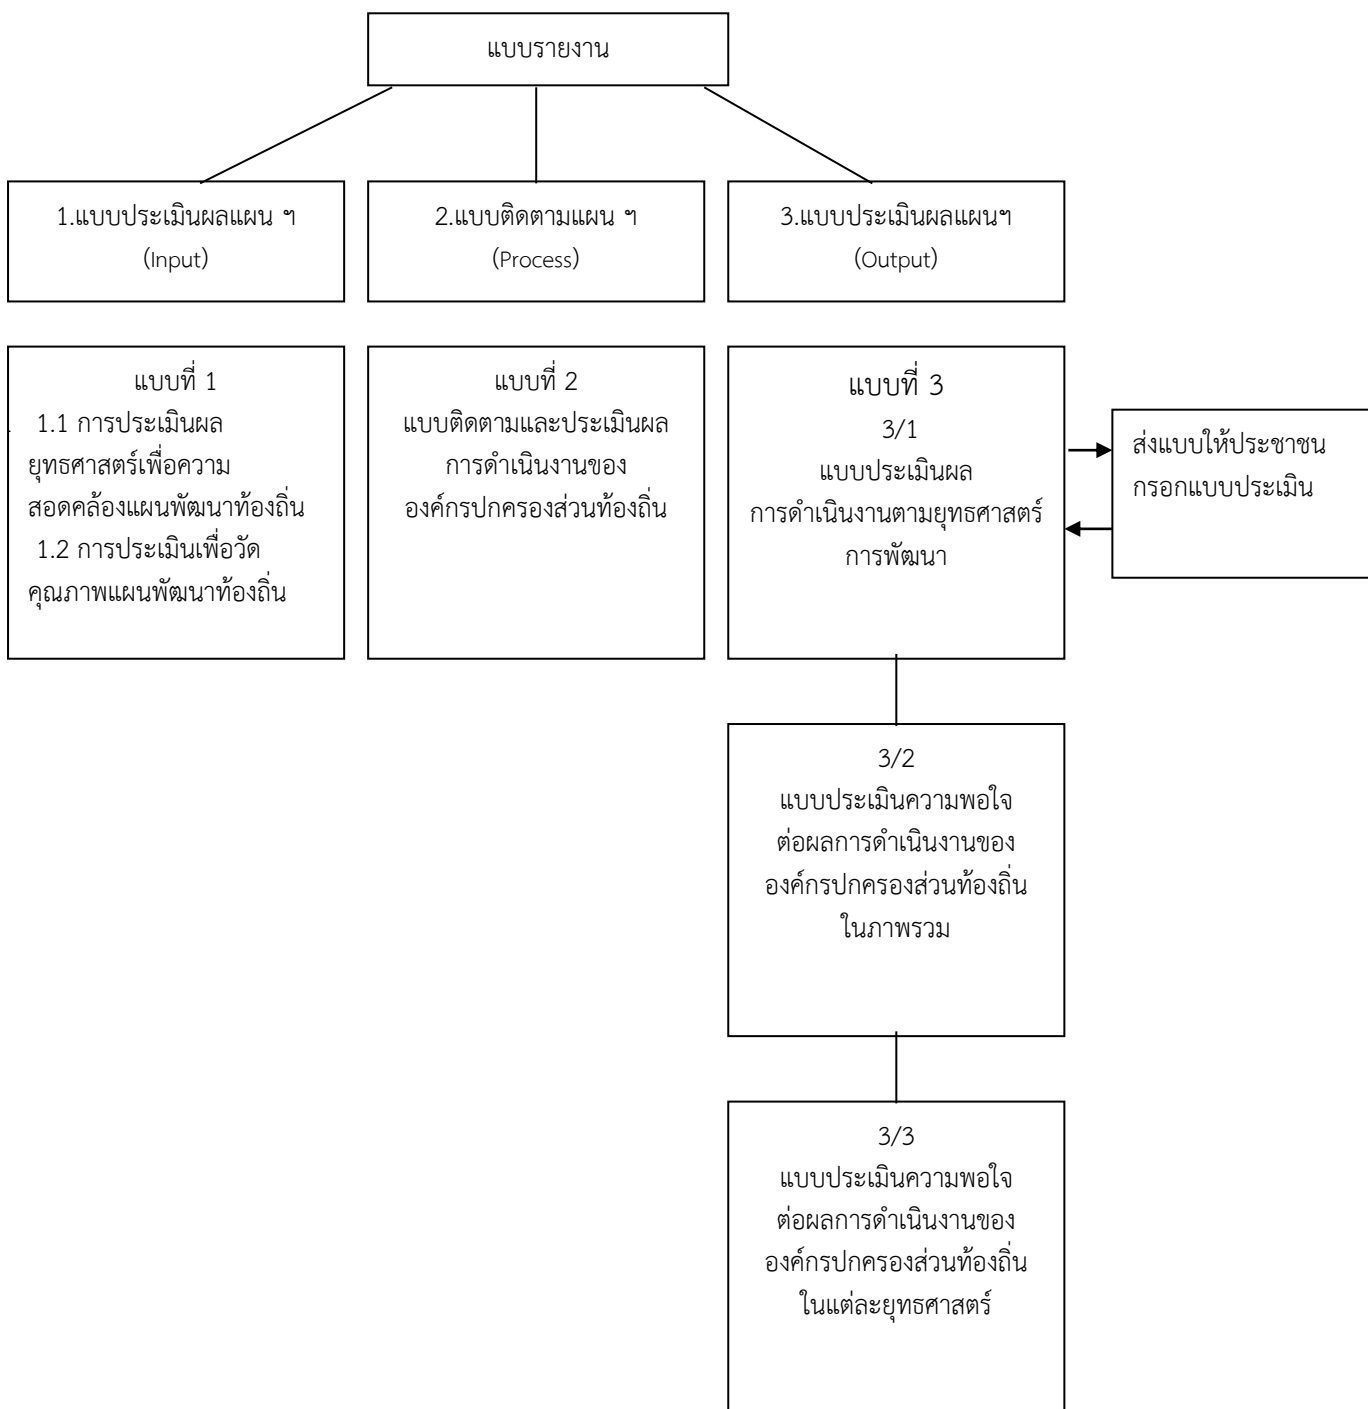 แบบรายงาน
1.แบบประเมินผลแผน ฯ
(Input)
2.แบบติดตามแผน ฯ
(Process)
3.แบบประเมินผลแผนฯ
(Output)
แบบที่ 1
1.1 การประเมินผล
ยุทธศาสตร์เพื่อความ
สอดคล้องแผนพัฒนาท้องถิ่น
1.2 การประเมินเพื่อวัด
คุณภาพแผนพัฒนาท้องถิ่น
แบบที่ 2
แบบติดตามและประเมินผล
การดำเนินงานของ
องค์กรปกครองส่วนท้องถิ่น
แบบที่ 3
3/1
แบบประเมินผล
การดำเนินงานตามยุทธศาสตร์
การพัฒนา
ส่งแบบให้ประชาชน
กรอกแบบประเมิน
3/2
แบบประเมินความพอใจ
ต่อผลการดำเนินงานของ
องค์กรปกครองส่วนท้องถิ่น
ในภาพรวม
3/3
แบบประเมินความพอใจ
ต่อผลการดำเนินงานของ
องค์กรปกครองส่วนท้องถิ่น
ในแต่ละยุทธศาสตร์